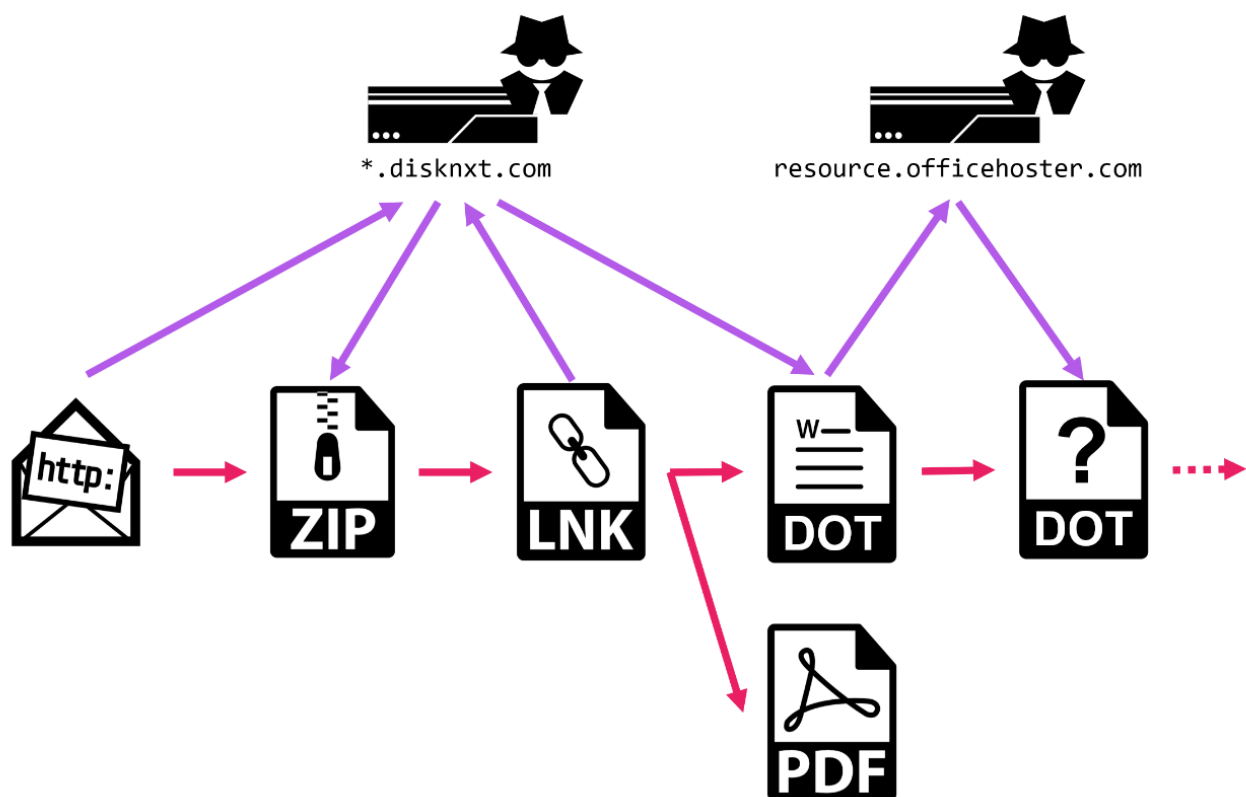 *.disknxt.com
resource.officehoster.com
http:
ZIP
LNK
W
DOT
?
DOT
PDF